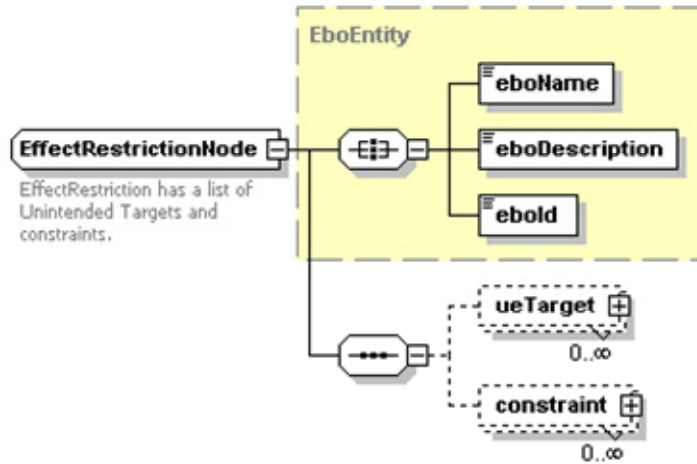 EboEntity
eboName
EffectRestrictionNode
eboDescription
EffectRestriction has a list of
Unintended Targets and
constraints.
eboId
ueTarget
0..∞
constraint
0..∞